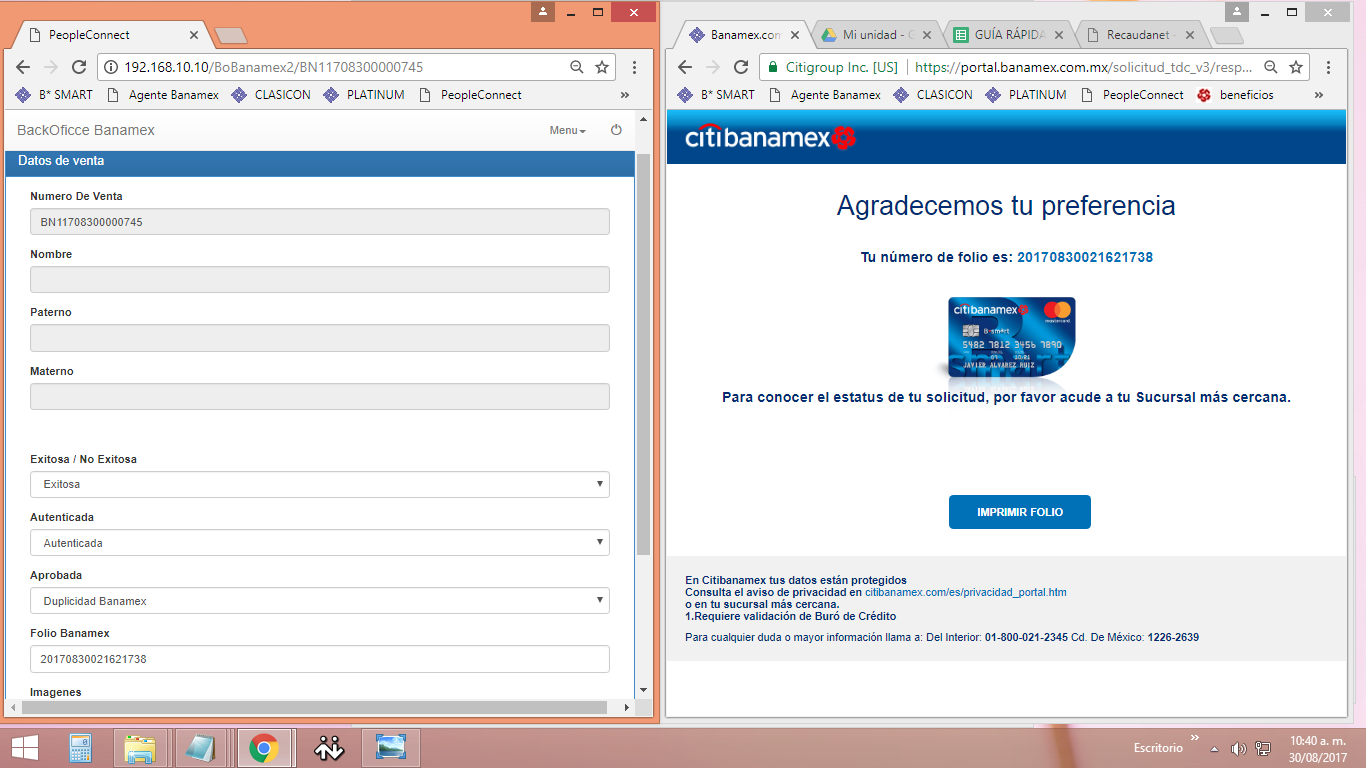 PeopleConnect
192.168.10.10/BoBanamex2/BN11708300000745
B* SMART Agente Banamex CLASICON PLATINUM PeopleConnect »
BackOficce Banamex Menu
Datos de venta
Numero De Venta
BN11708300000745
Nombre
Paterno
Materno
Exitosa / No Exitosa
Exitosa
Autenticada
Autenticada
Aprobada
Duplicidad Banamex
Folio Banamex
20170830021621738
Imagenes
Banamex.con Mi unidad - GUÍA RÁPIDA Recaudanet -
Citigroup Inc. [US] https://portal.banamex.com.mx/solicitud_tdc_v3/resp...
B* SMART Agente Banamex CLASICON PLATINUM PeopleConnect beneficios »
citibanamex
Agradecemos tu preferencia
Tu número de folio es: 20170830021621738
citibanamex
mastercard
B-smart
5482 7812 3456 7890
JAVIER ALVAREZ RUIZ
Para conocer el estatus de tu solicitud, por favor acude a tu Sucursal más cercana.
IMPRIMIR FOLIO
En Citibanamex tus datos están protegidos
Consulta el aviso de privacidad en citibanamex.com/es/privacidad_portal.htm
o en tu sucursal más cercana.
1.Requiere validación de Buró de Crédito
Para cualquier duda o mayor información llama a: Del Interior: 01-800-021-2345 Cd. De México: 1226-2639
Escritorio »
10:40 a. m.
30/08/2017